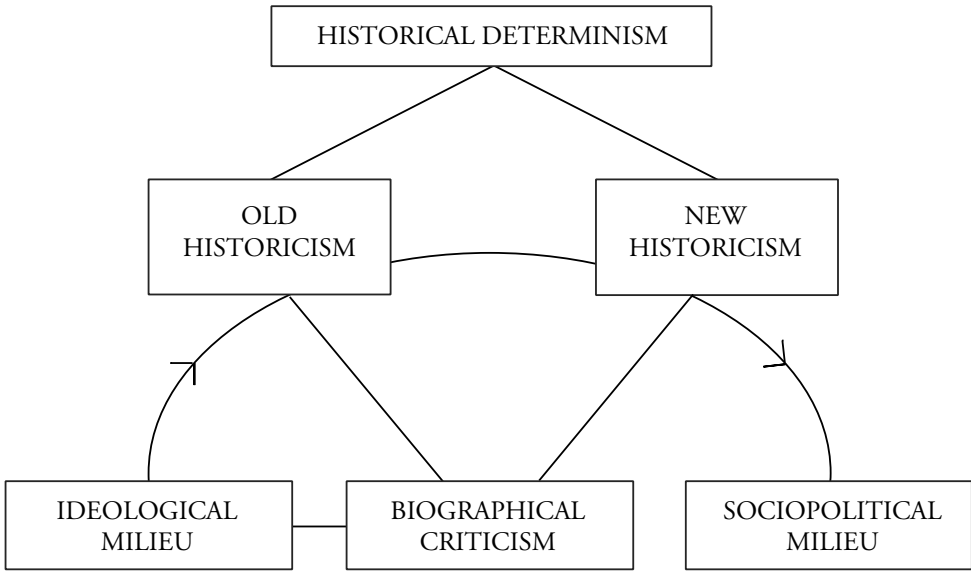 HISTORICAL DETERMINISM
OLD
HISTORICISM
NEW
HISTORICISM
IDEOLOGICAL
MILIEU
BIOGRAPHICAL
CRITICISM
SOCIOPOLITICAL
MILIEU